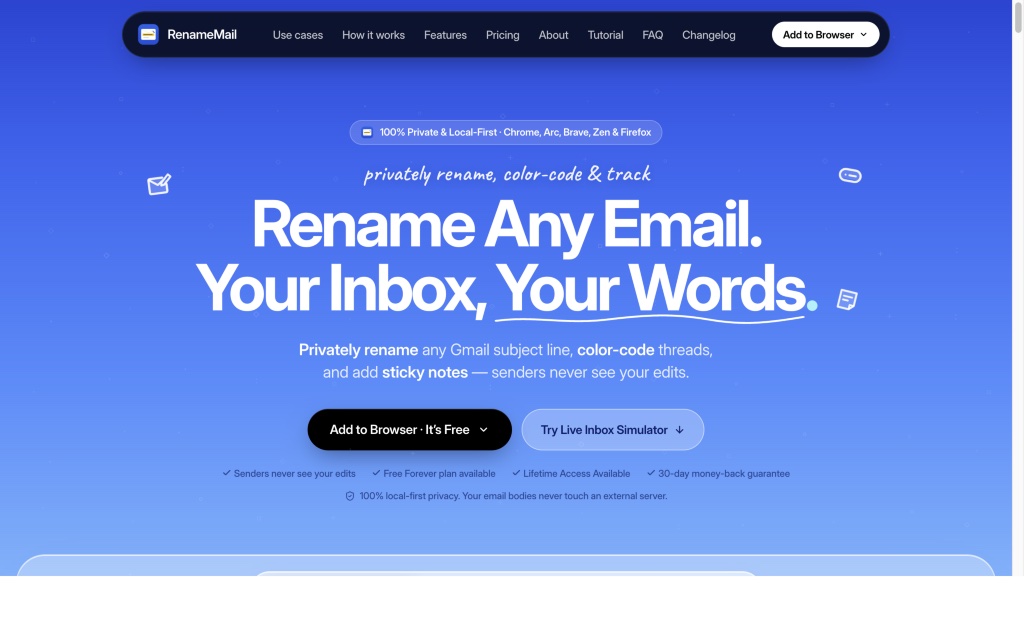 RenameMail
Use cases
How it works
Features
Pricing
About
Tutorial
FAQ
Changelog
Add to Browser
100% Private & Local-First · Chrome, Arc, Brave, Zen & Firefox
privately rename, color-code & track
Rename Any Email.
Your Inbox, Your Words.
Privately rename any Gmail subject line, color-code threads,
and add sticky notes — senders never see your edits.
Add to Browser · It's Free
Try Live Inbox Simulator ↓
Senders never see your edits
Free Forever plan available
Lifetime Access Available
30-day money-back guarantee
100% local-first privacy. Your email bodies never touch an external server.